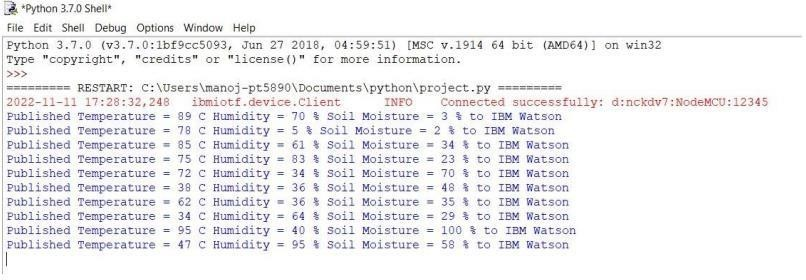 *Python 3.7.0 Shell*
File Edit Shell Debug Options Window Help
Python 3.7.0 (v3.7.0:1bf9cc5093, Jun 27 2018, 04:59:51) [MSC v.1914 64 bit (AMD64)] on win32
Type "copyright", "credits" or "license()" for more information.
>>>
========= RESTART: C:\Users\manoj-pt5890\Documents\python\project.py =========
2022-11-11 17:28:32,248   ibmiotf.device.Client      INFO    Connected successfully: d:nckdv7:NodeMCU:12345
Published Temperature = 89 C Humidity = 70 % Soil Moisture = 3 % to IBM Watson
Published Temperature = 78 C Humidity = 5 % Soil Moisture = 2 % to IBM Watson
Published Temperature = 85 C Humidity = 61 % Soil Moisture = 34 % to IBM Watson
Published Temperature = 75 C Humidity = 83 % Soil Moisture = 23 % to IBM Watson
Published Temperature = 72 C Humidity = 34 % Soil Moisture = 70 % to IBM Watson
Published Temperature = 38 C Humidity = 36 % Soil Moisture = 48 % to IBM Watson
Published Temperature = 62 C Humidity = 36 % Soil Moisture = 35 % to IBM Watson
Published Temperature = 34 C Humidity = 64 % Soil Moisture = 29 % to IBM Watson
Published Temperature = 95 C Humidity = 40 % Soil Moisture = 100 % to IBM Watson
Published Temperature = 47 C Humidity = 95 % Soil Moisture = 58 % to IBM Watson